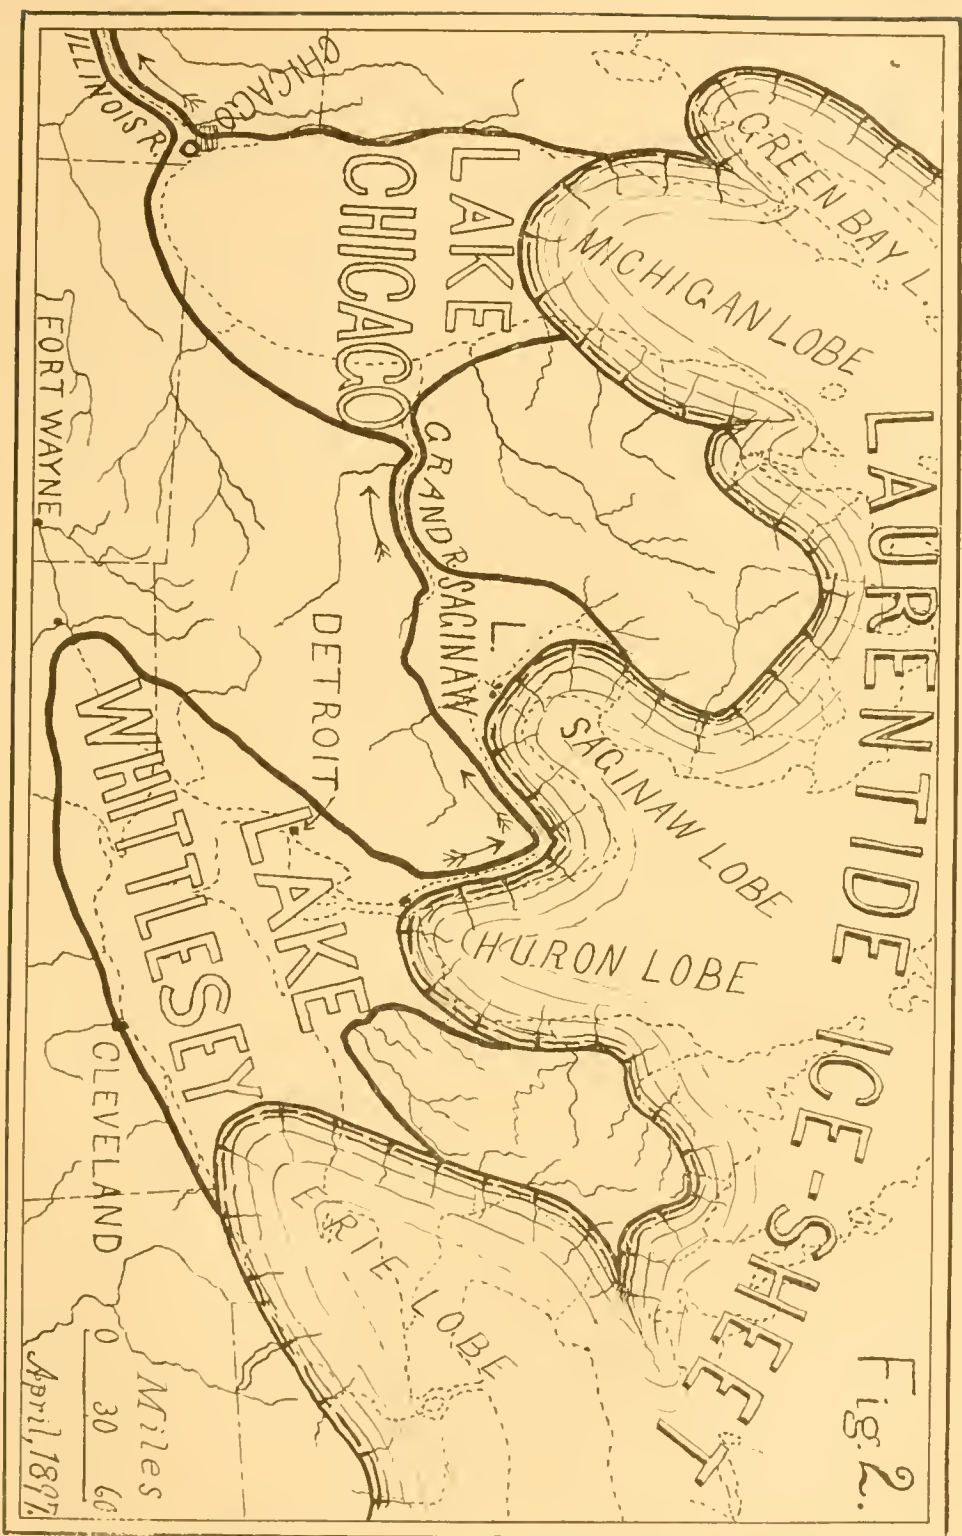 Fig. 2.
LAURENTIDE ICE-SHEET
GREEN BAY L.
MICHIGAN LOBE
SAGINAW LOBE
HURON LOBE
ERIE LOBE
LAKE
CHICAGO
CHICAGO
ILLINOIS R.
GRAND R.
L.
SAGINAW
DETROIT
LAKE
WHITTLESEY
FORT WAYNE
CLEVELAND
Miles
0 30 60
April, 1897.